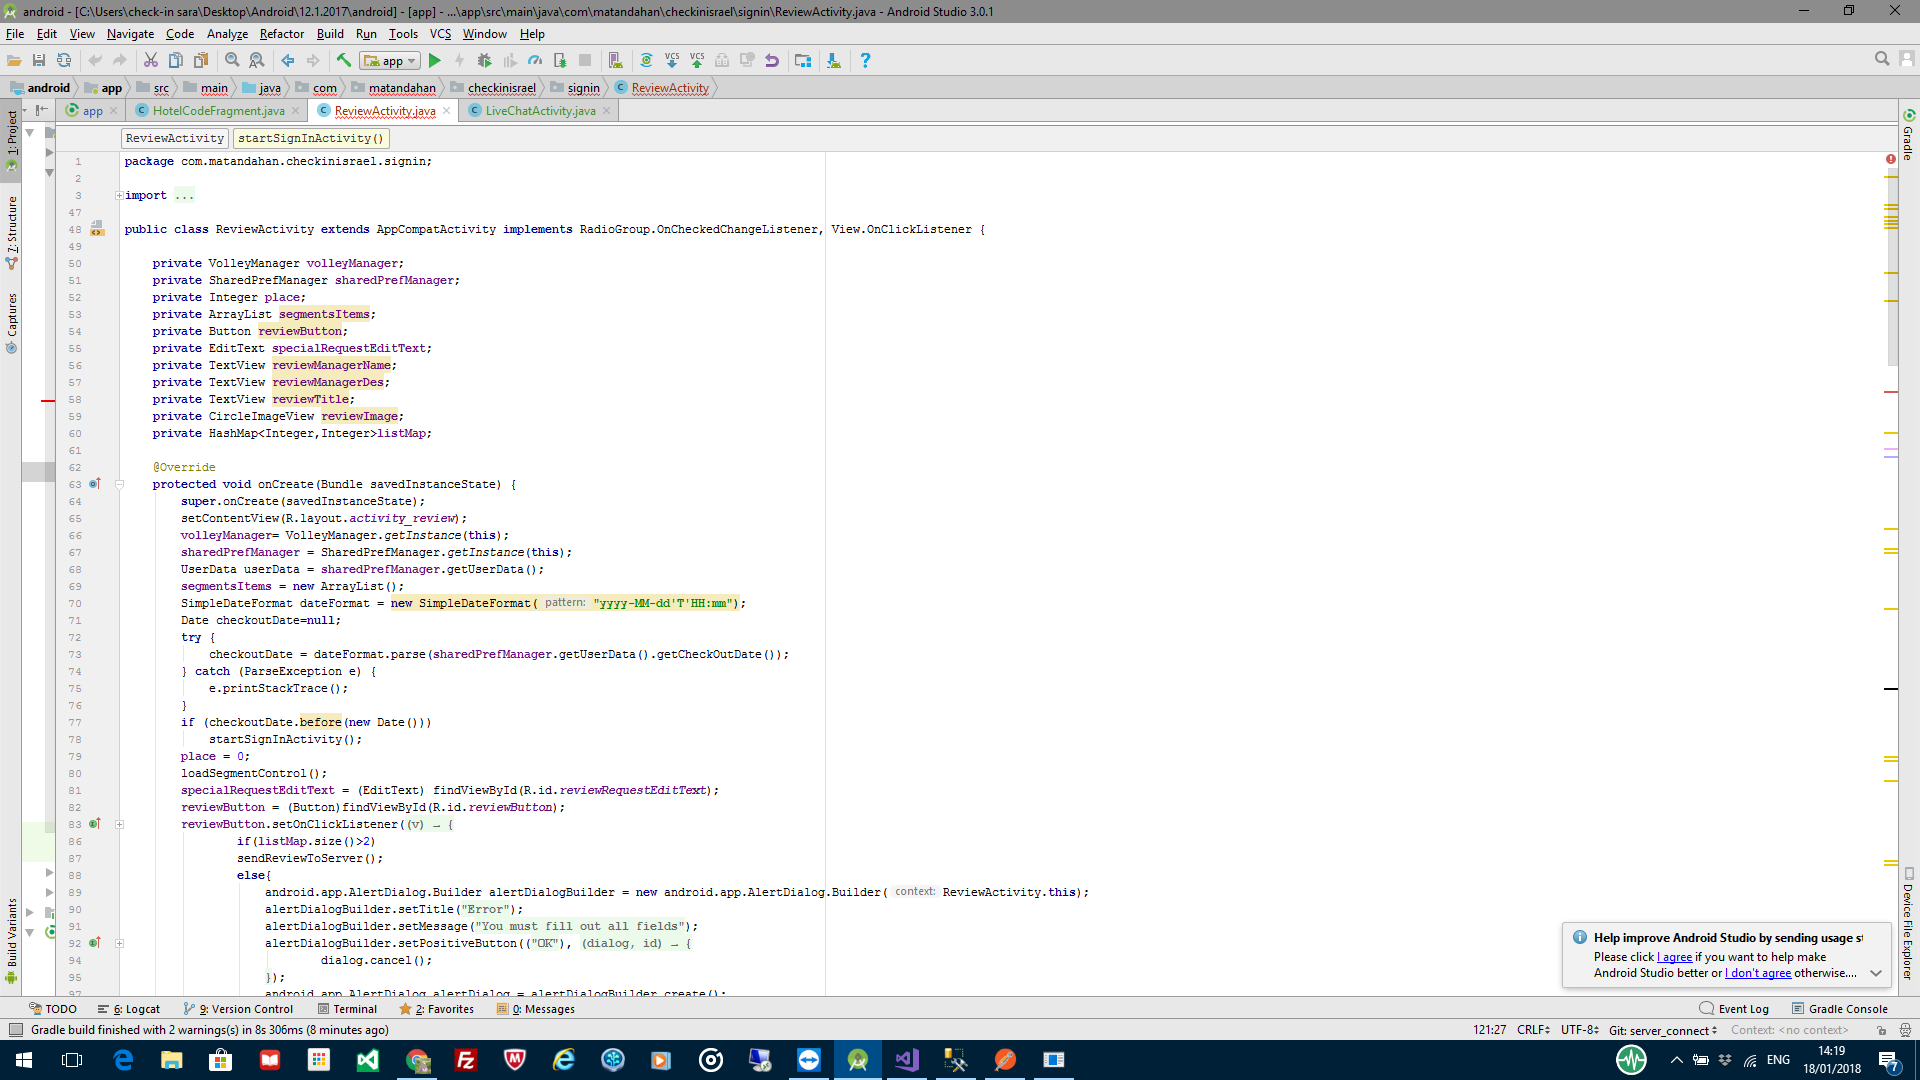 android - [C:\Users\check-in sara\Desktop\Android\12.1.2017\android] - [app] - ...\app\src\main\java\com\matandahan\checkinisrael\signin\ReviewActivity.java - Android Studio 3.0.1
File Edit View Navigate Code Analyze Refactor Build Run Tools VCS Window Help
app
android app src main java com matandahan checkinisrael signin ReviewActivity
app HotelCodeFragment.java ReviewActivity.java LiveChatActivity.java
ReviewActivity startSignInActivity()
1: Project
7: Structure
Captures
Build Variants
Gradle
Device File Explorer
1 package com.matandahan.checkinisrael.signin;
2
3 import ...
47
48 public class ReviewActivity extends AppCompatActivity implements RadioGroup.OnCheckedChangeListener, View.OnClickListener {
49
50 private VolleyManager volleyManager;
51 private SharedPrefManager sharedPrefManager;
52 private Integer place;
53 private ArrayList segmentsItems;
54 private Button reviewButton;
55 private EditText specialRequestEditText;
56 private TextView reviewManagerName;
57 private TextView reviewManagerDes;
58 private TextView reviewTitle;
59 private CircleImageView reviewImage;
60 private HashMap<Integer,Integer>listMap;
61
62 @Override
63 protected void onCreate(Bundle savedInstanceState) {
64 super.onCreate(savedInstanceState);
65 setContentView(R.layout.activity_review);
66 volleyManager= VolleyManager.getInstance(this);
67 sharedPrefManager = SharedPrefManager.getInstance(this);
68 UserData userData = sharedPrefManager.getUserData();
69 segmentsItems = new ArrayList();
70 SimpleDateFormat dateFormat = new SimpleDateFormat( pattern: "yyyy-MM-dd'T'HH:mm");
71 Date checkoutDate=null;
72 try {
73 checkoutDate = dateFormat.parse(sharedPrefManager.getUserData().getCheckOutDate());
74 } catch (ParseException e) {
75 e.printStackTrace();
76 }
77 if (checkoutDate.before(new Date()))
78 startSignInActivity();
79 place = 0;
80 loadSegmentControl();
81 specialRequestEditText = (EditText) findViewById(R.id.reviewRequestEditText);
82 reviewButton = (Button)findViewById(R.id.reviewButton);
83 reviewButton.setOnClickListener((v) → {
86 if(listMap.size()>2)
87 sendReviewToServer();
88 else{
89 android.app.AlertDialog.Builder alertDialogBuilder = new android.app.AlertDialog.Builder( context: ReviewActivity.this);
90 alertDialogBuilder.setTitle("Error");
91 alertDialogBuilder.setMessage("You must fill out all fields");
92 alertDialogBuilder.setPositiveButton(("OK"), (dialog, id) → {
94 dialog.cancel();
95 });
97 android.app.AlertDialog alertDialog = alertDialogBuilder.create();
Help improve Android Studio by sending usage st
Please click I agree if you want to help make
Android Studio better or I don't agree otherwise....
TODO 6: Logcat 9: Version Control Terminal 2: Favorites 0: Messages Event Log Gradle Console
Gradle build finished with 2 warnings(s) in 8s 306ms (8 minutes ago) 121:27 CRLF UTF-8 Git: server_connect Context: <no context>
ENG 14:19
18/01/2018
7